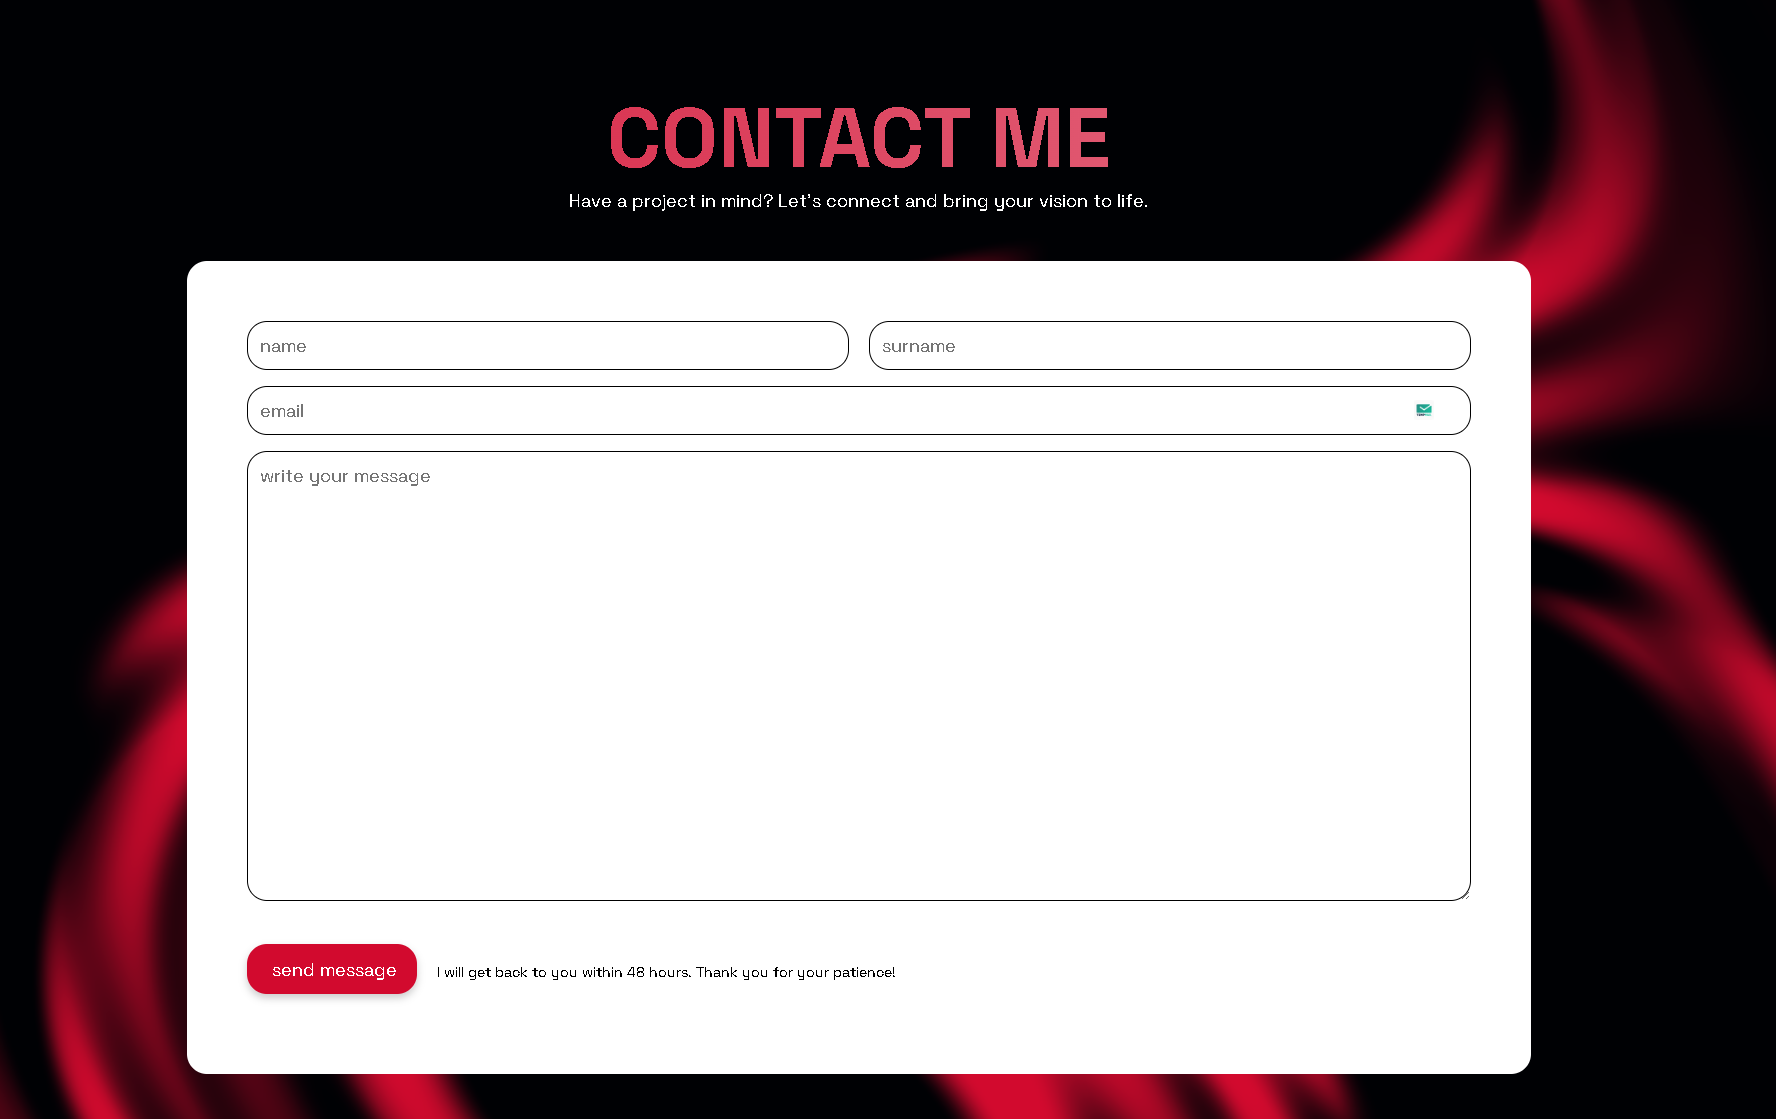 CONTACT ME
Have a project in mind? Let's connect and bring your vision to life.
name
surname
email
write your message
send message
I will get back to you within 48 hours. Thank you for your patience!